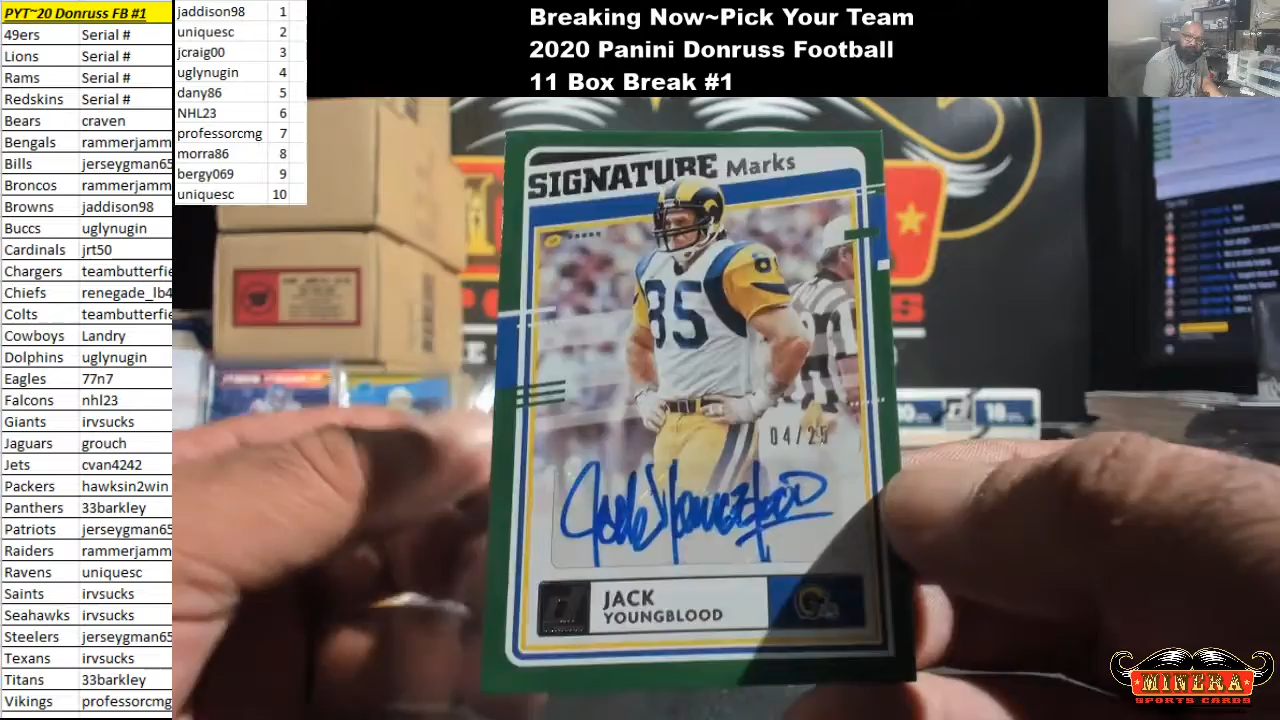 PYT~20 Donruss FB #1
49ers Serial #
Lions Serial #
Rams Serial #
Redskins Serial #
Bears craven
Bengals rammerjamm
Bills jerseygman65
Broncos rammerjamm
Browns jaddison98
Buccs uglynugin
Cardinals jrt50
Chargers teambutterfie
Chiefs renegade_lb4
Colts teambutterfie
Cowboys Landry
Dolphins uglynugin
Eagles 77n7
Falcons nhl23
Giants irvsucks
Jaguars grouch
Jets cvan4242
Packers hawksin2win
Panthers 33barkley
Patriots jerseygman65
Raiders rammerjamm
Ravens uniquesc
Saints irvsucks
Seahawks irvsucks
Steelers jerseygman65
Texans irvsucks
Titans 33barkley
Vikings professorcmg
jaddison98 1
uniquesc 2
jcraig00 3
uglynugin 4
dany86 5
NHL23 6
professorcmg 7
morra86 8
bergy069 9
uniquesc 10
Breaking Now~Pick Your Team
2020 Panini Donruss Football
11 Box Break #1
SIGNATURE Marks
85
04/25
Jack Youngblood
JACK
YOUNGBLOOD
MINERA
SPORTS CARDS